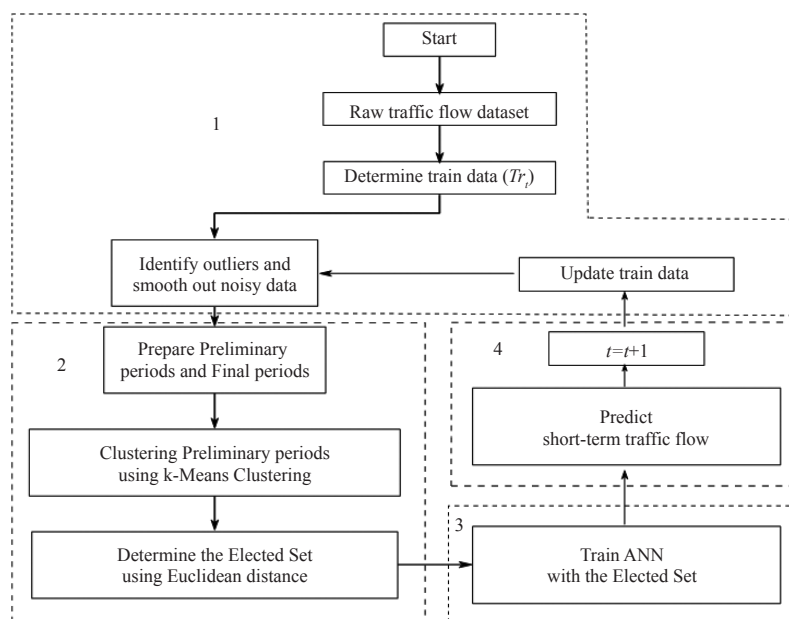 Start
1
Raw traffic flow dataset
Determine train data (Tr_t)
Identify outliers and
smooth out noisy data
Update train data
2
Prepare Preliminary
periods and Final periods
4
t=t+1
Predict
short-term traffic flow
Clustering Preliminary periods
using k-Means Clustering
3
Determine the Elected Set
using Euclidean distance
Train ANN
with the Elected Set